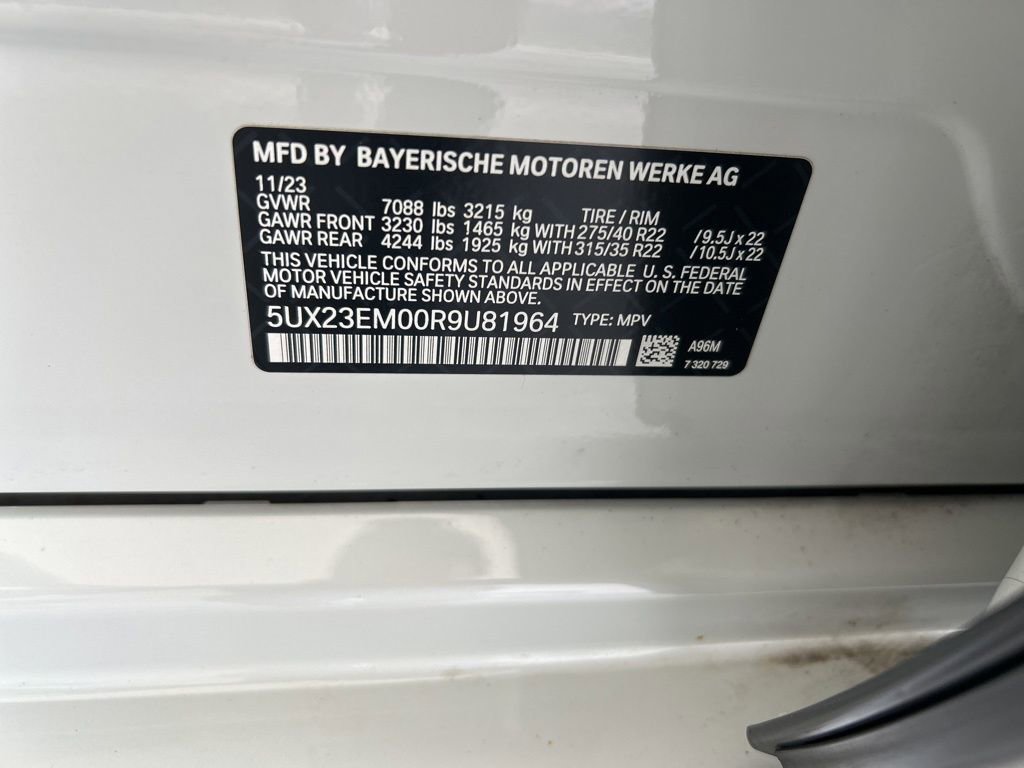 MFD BY BAYERISCHE MOTOREN WERKE AG
11/23
GVWR 7088 lbs 3215 kg TIRE / RIM
GAWR FRONT 3230 lbs 1465 kg WITH 275/40 R22 /9.5J x 22
GAWR REAR 4244 lbs 1925 kg WITH 315/35 R22 /10.5J x 22
THIS VEHICLE CONFORMS TO ALL APPLICABLE U. S. FEDERAL
MOTOR VEHICLE SAFETY STANDARDS IN EFFECT ON THE DATE
OF MANUFACTURE SHOWN ABOVE.
5UX23EM00R9U81964 TYPE: MPV
A96M
7 320 729